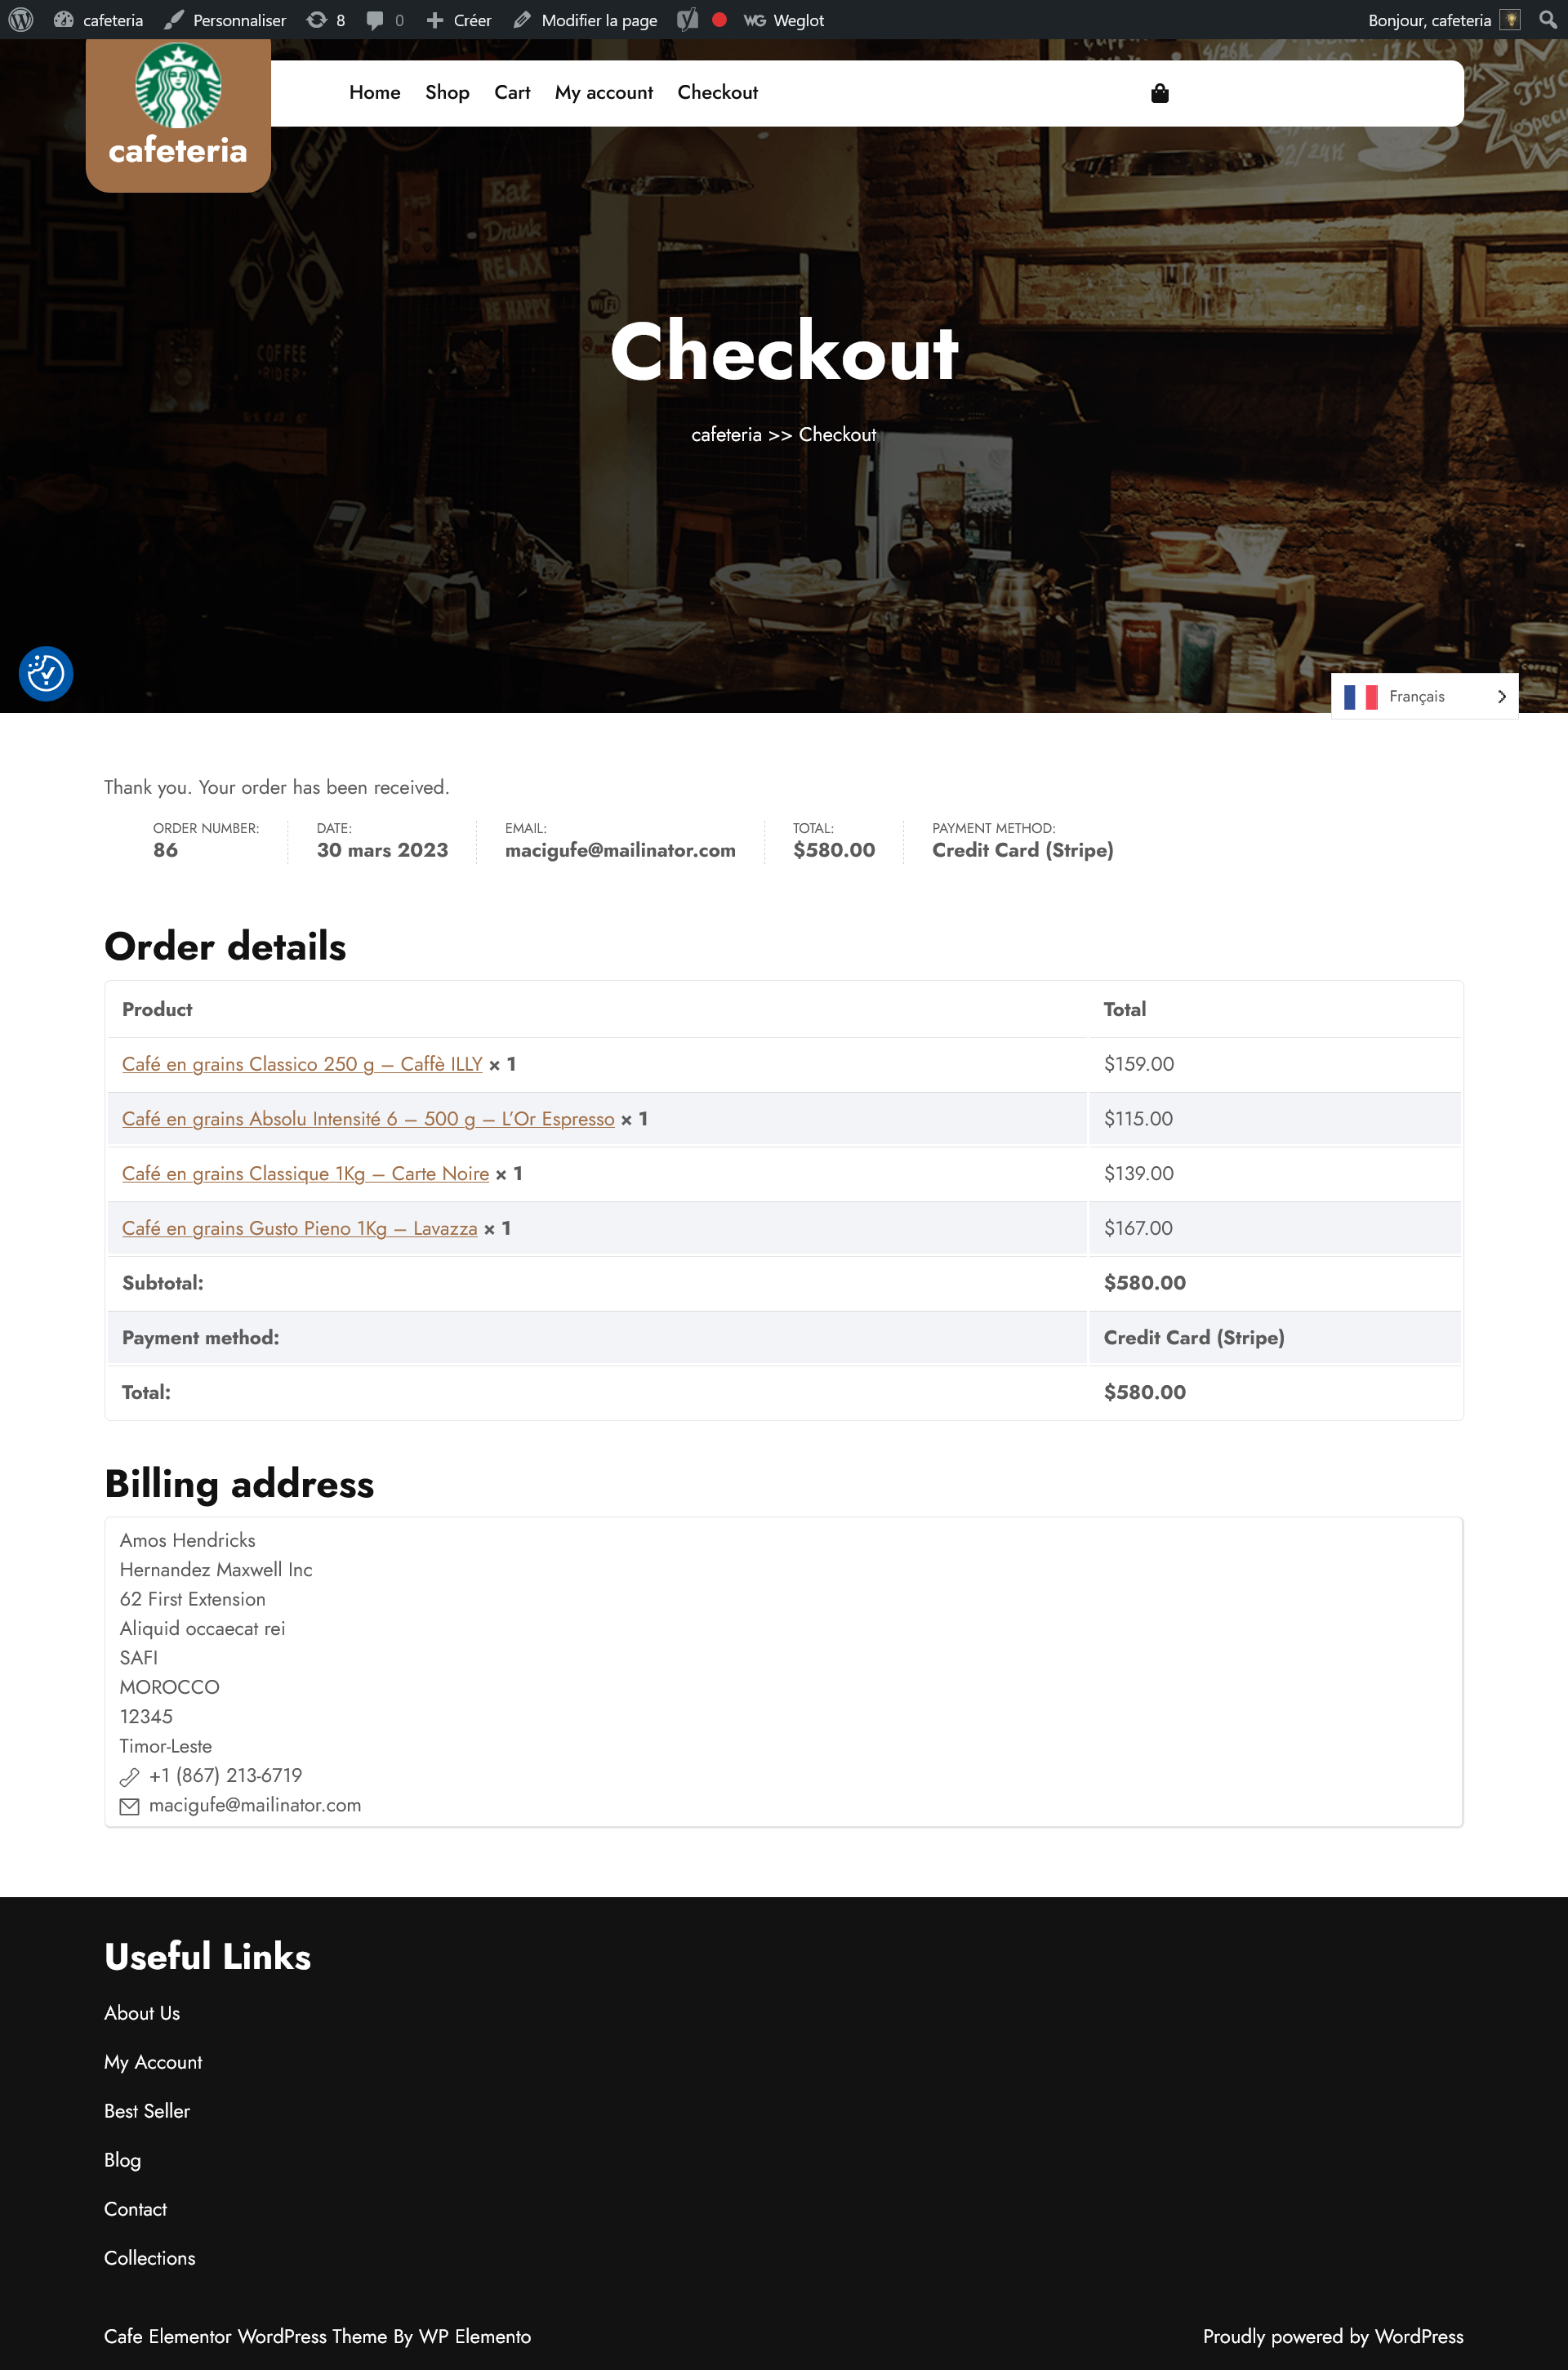 cafeteria Personnaliser 8 0 Créer Modifier la page Weglot Bonjour, cafeteria
Home Shop Cart My account Checkout
cafeteria
Eat
Drink
RELAX
BE HAPPY
WiFi
COFFEE
RIDER
Checkout
cafeteria >> Checkout
Français
Thank you. Your order has been received.
ORDER NUMBER: DATE: EMAIL: TOTAL: PAYMENT METHOD:
86 30 mars 2023 macigufe@mailinator.com $580.00 Credit Card (Stripe)
Order details
Product Total
Café en grains Classico 250 g – Caffè ILLY × 1 $159.00
Café en grains Absolu Intensité 6 – 500 g – L’Or Espresso × 1 $115.00
Café en grains Classique 1Kg – Carte Noire × 1 $139.00
Café en grains Gusto Pieno 1Kg – Lavazza × 1 $167.00
Subtotal: $580.00
Payment method: Credit Card (Stripe)
Total: $580.00
Billing address
Amos Hendricks
Hernandez Maxwell Inc
62 First Extension
Aliquid occaecat rei
SAFI
MOROCCO
12345
Timor-Leste
+1 (867) 213-6719
macigufe@mailinator.com
Useful Links
About Us
My Account
Best Seller
Blog
Contact
Collections
Cafe Elementor WordPress Theme By WP Elemento Proudly powered by WordPress